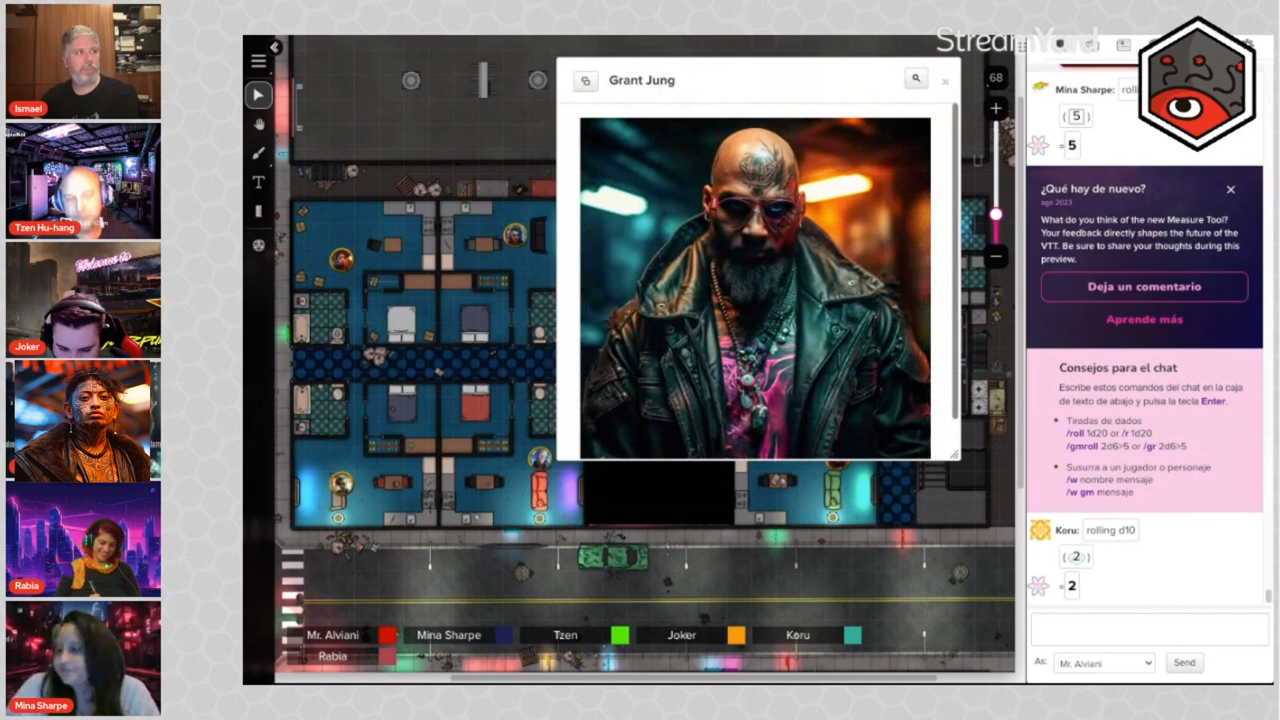 Ismael
Tzen Hu-hang
Welcome to
Joker
Rabia
Mina Sharpe
StreamYard
Grant Jung
68
Mr. Alviani
Mina Sharpe
Tzen
Joker
Koru
Rabia
Mina Sharpe:
(5)
= 5
¿Qué hay de nuevo?
ago 2023
What do you think of the new Measure Tool?
Your feedback directly shapes the future of the
VTT. Be sure to share your thoughts during this
preview.
Deja un comentario
Aprende más
Consejos para el chat
Escribe estos comandos del chat en la caja
de texto de abajo y pulsa la tecla Enter.
Tiradas de dados
/roll 1d20 or /r 1d20
/gmroll 2d6>5 or /gr 2d6>5
Susurra a un jugador o personaje
/w nombre mensaje
/w gm mensaje
Koru: rolling d10
(2)
= 2
As: Mr. Alviani Send